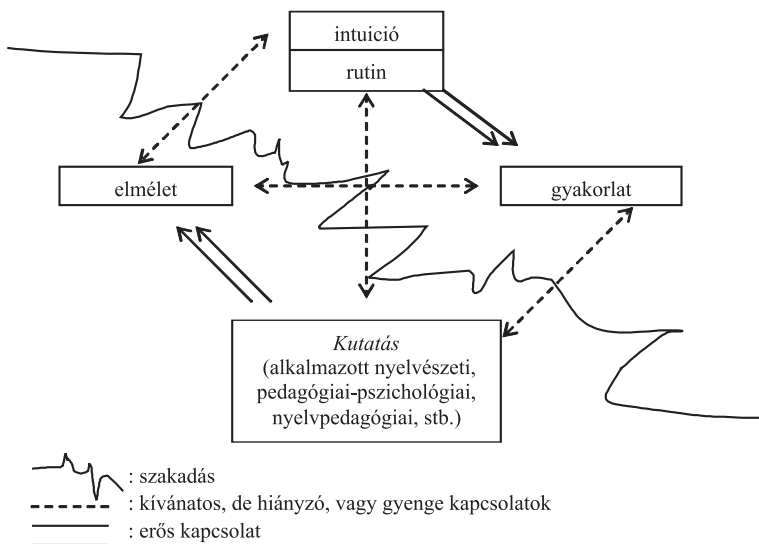 intuíció
rutin
elmélet
gyakorlat
Kutatás
(alkalmazott nyelvészeti,
pedagógiai-pszichológiai,
nyelvpedagógiai, stb.)
: szakadás
: kívánatos, de hiányzó, vagy gyenge kapcsolatok
: erős kapcsolat